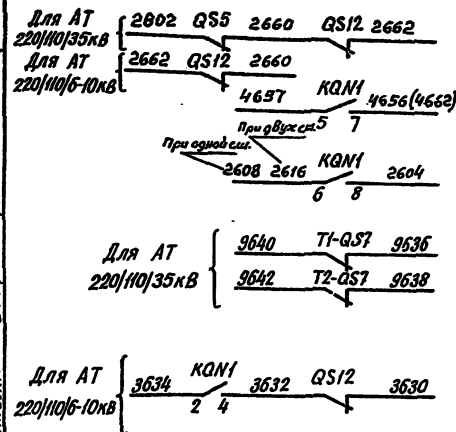 Для АТ 2802 QS5 2660 QS12 2662
220/110/35кВ
Для АТ 2662 QS12 2660
220/110/6-10кВ
4657 KQN1 4656(4662)
При двух сш. 5 7
При одной сш. KQN1
2608 2616 2604
6 8
9640 T1-QS7 9636
Для АТ
220/110/35кВ 9642 T2-QS7 9638
Для АТ 3634 KQN1 3632 QS12 3630
220/110/6-10кВ 2 4